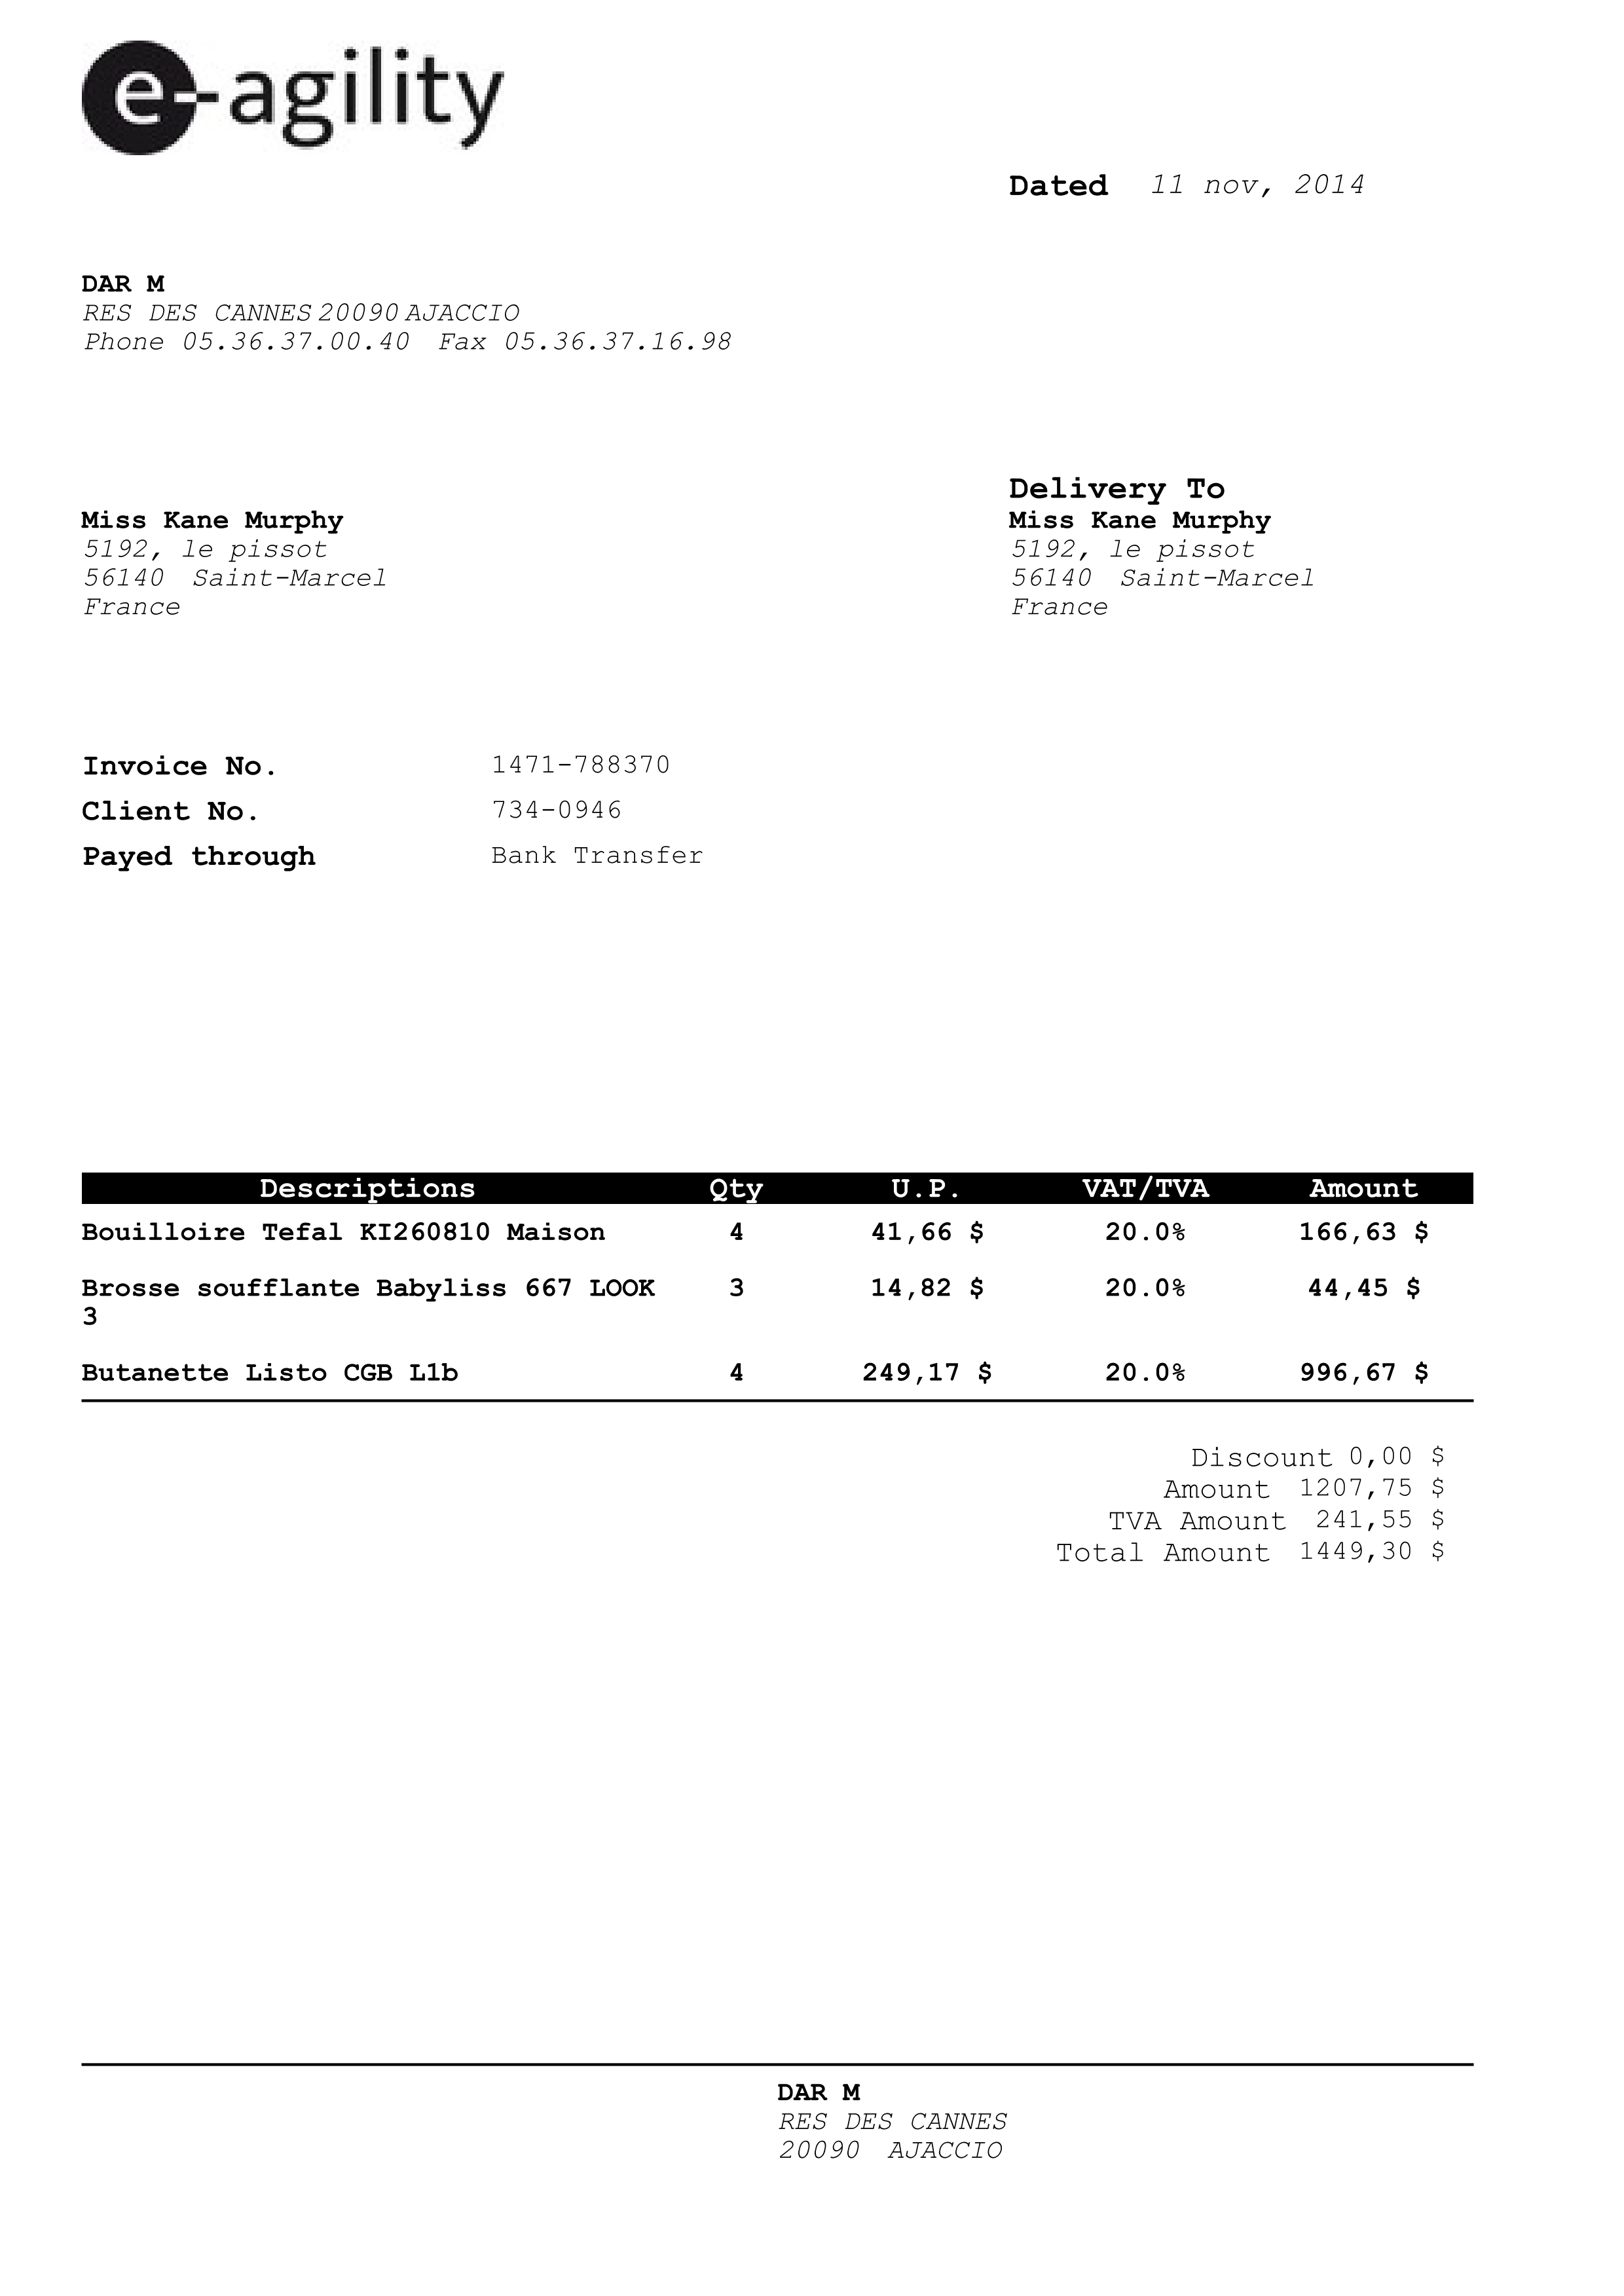 e-agility
Dated 11 nov, 2014
DAR M
RES DES CANNES 20090 AJACCIO
Phone 05.36.37.00.40 Fax 05.36.37.16.98
Delivery To
Miss Kane Murphy Miss Kane Murphy
5192, le pissot 5192, le pissot
56140 Saint-Marcel 56140 Saint-Marcel
France France
Invoice No. 1471-788370
Client No. 734-0946
Payed through Bank Transfer
Descriptions Qty U.P. VAT/TVA Amount
Bouilloire Tefal KI260810 Maison 4 41,66 $ 20.0% 166,63 $
Brosse soufflante Babyliss 667 LOOK 3 14,82 $ 20.0% 44,45 $
3
Butanette Listo CGB L1b 4 249,17 $ 20.0% 996,67 $
Discount 0,00 $
Amount 1207,75 $
TVA Amount 241,55 $
Total Amount 1449,30 $
DAR M
RES DES CANNES
20090 AJACCIO